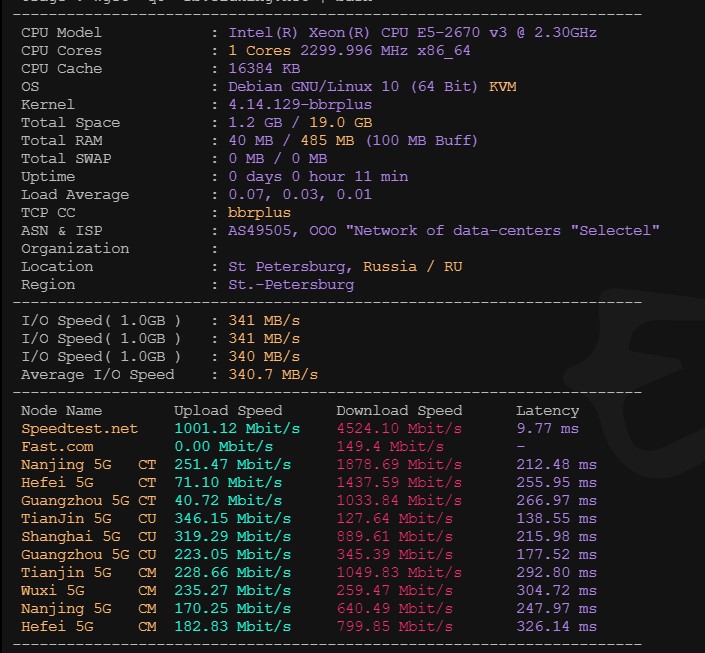 ----------------------------------------------------------------------
CPU Model : Intel(R) Xeon(R) CPU E5-2670 v3 @ 2.30GHz
CPU Cores : 1 Cores 2299.996 MHz x86_64
CPU Cache : 16384 KB
OS : Debian GNU/Linux 10 (64 Bit) KVM
Kernel : 4.14.129-bbrplus
Total Space : 1.2 GB / 19.0 GB
Total RAM : 40 MB / 485 MB (100 MB Buff)
Total SWAP : 0 MB / 0 MB
Uptime : 0 days 0 hour 11 min
Load Average : 0.07, 0.03, 0.01
TCP CC : bbrplus
ASN & ISP : AS49505, OOO "Network of data-centers "Selectel"
Organization :
Location : St Petersburg, Russia / RU
Region : St.-Petersburg
----------------------------------------------------------------------
I/O Speed( 1.0GB ) : 341 MB/s
I/O Speed( 1.0GB ) : 341 MB/s
I/O Speed( 1.0GB ) : 340 MB/s
Average I/O Speed : 340.7 MB/s
----------------------------------------------------------------------
Node Name Upload Speed Download Speed Latency
Speedtest.net 1001.12 Mbit/s 4524.10 Mbit/s 9.77 ms
Fast.com 0.00 Mbit/s 149.4 Mbit/s -
Nanjing 5G CT 251.47 Mbit/s 1878.69 Mbit/s 212.48 ms
Hefei 5G CT 71.10 Mbit/s 1437.59 Mbit/s 255.95 ms
Guangzhou 5G CT 40.72 Mbit/s 1033.84 Mbit/s 266.97 ms
TianJin 5G CU 346.15 Mbit/s 127.64 Mbit/s 138.55 ms
Shanghai 5G CU 319.29 Mbit/s 889.61 Mbit/s 215.98 ms
Guangzhou 5G CU 223.05 Mbit/s 345.39 Mbit/s 177.52 ms
Tianjin 5G CM 228.66 Mbit/s 1049.83 Mbit/s 292.80 ms
Wuxi 5G CM 235.27 Mbit/s 259.47 Mbit/s 304.72 ms
Nanjing 5G CM 170.25 Mbit/s 640.49 Mbit/s 247.97 ms
Hefei 5G CM 182.83 Mbit/s 799.85 Mbit/s 326.14 ms
----------------------------------------------------------------------